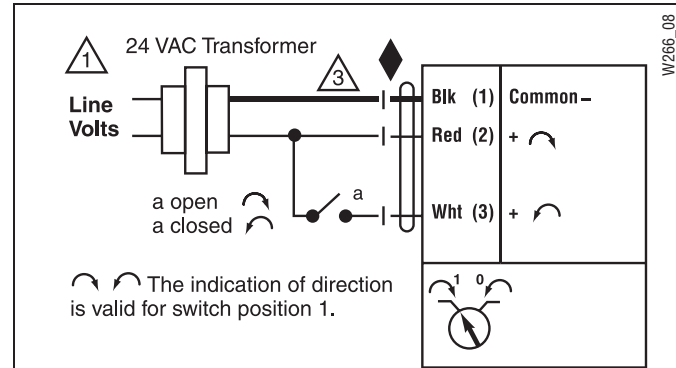 W266_08
1
24 VAC Transformer
3
Line
Volts
Blk (1) Common –
Red (2) +
a
Wht (3) +
a open
a closed
The indication of direction
is valid for switch position 1.
1 0